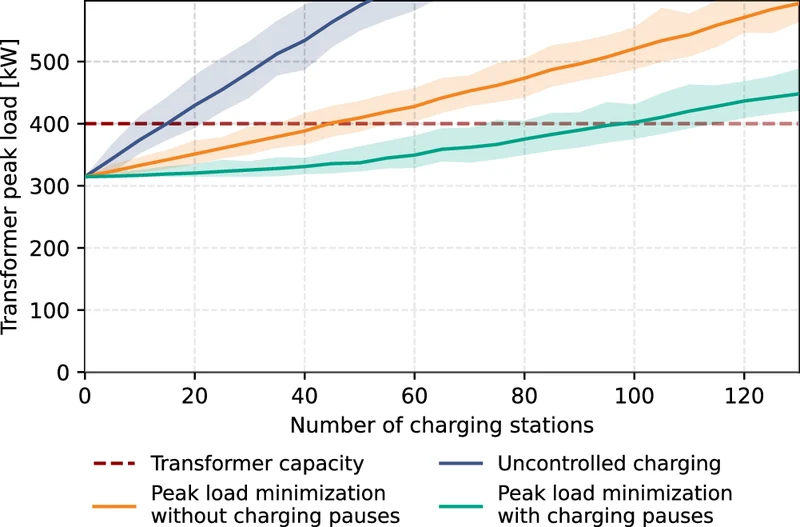 Transformer peak load [kW]
500
400
300
200
100
0
0 20 40 60 80 100 120
Number of charging stations
Transformer capacity
Uncontrolled charging
Peak load minimization
without charging pauses
Peak load minimization
with charging pauses